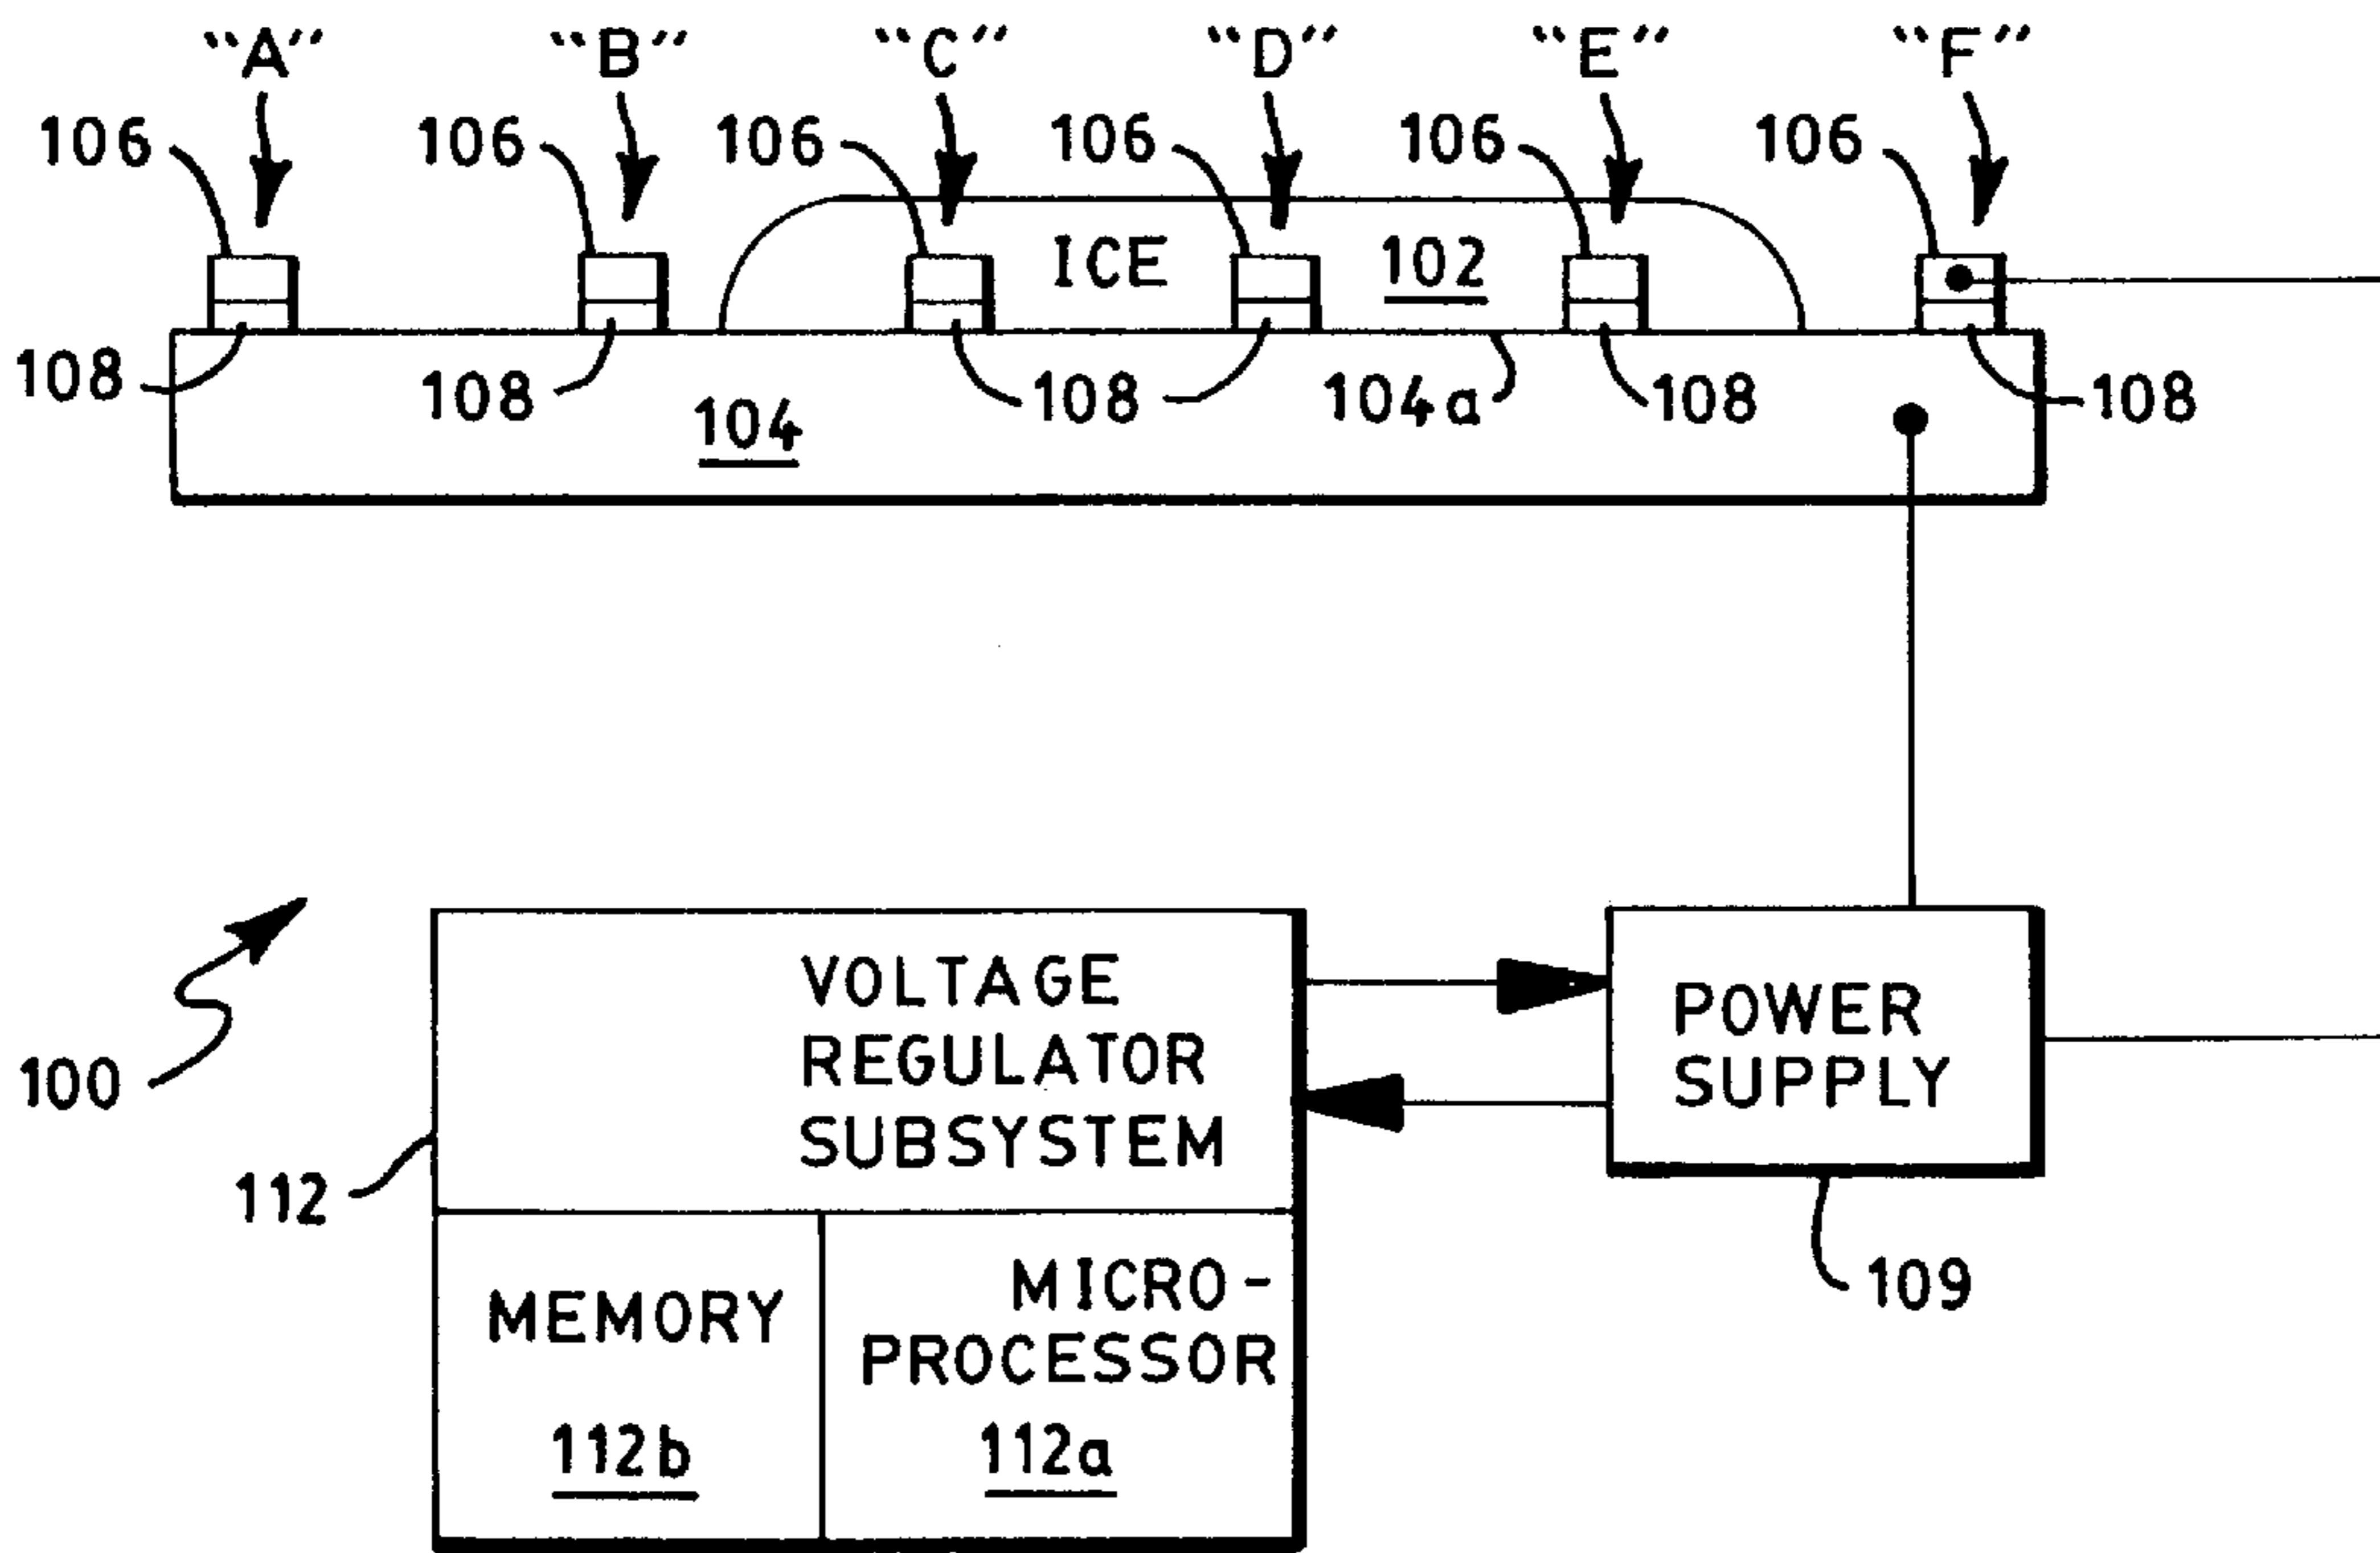 “A” “B” “C” “D” “E” “F”
106 106 106 106 106 106
ICE 102
108 108 104 108 104a 108 108
VOLTAGE
REGULATOR
SUBSYSTEM
POWER
SUPPLY
100
112
109
MEMORY
112b
MICRO-
PROCESSOR
112a